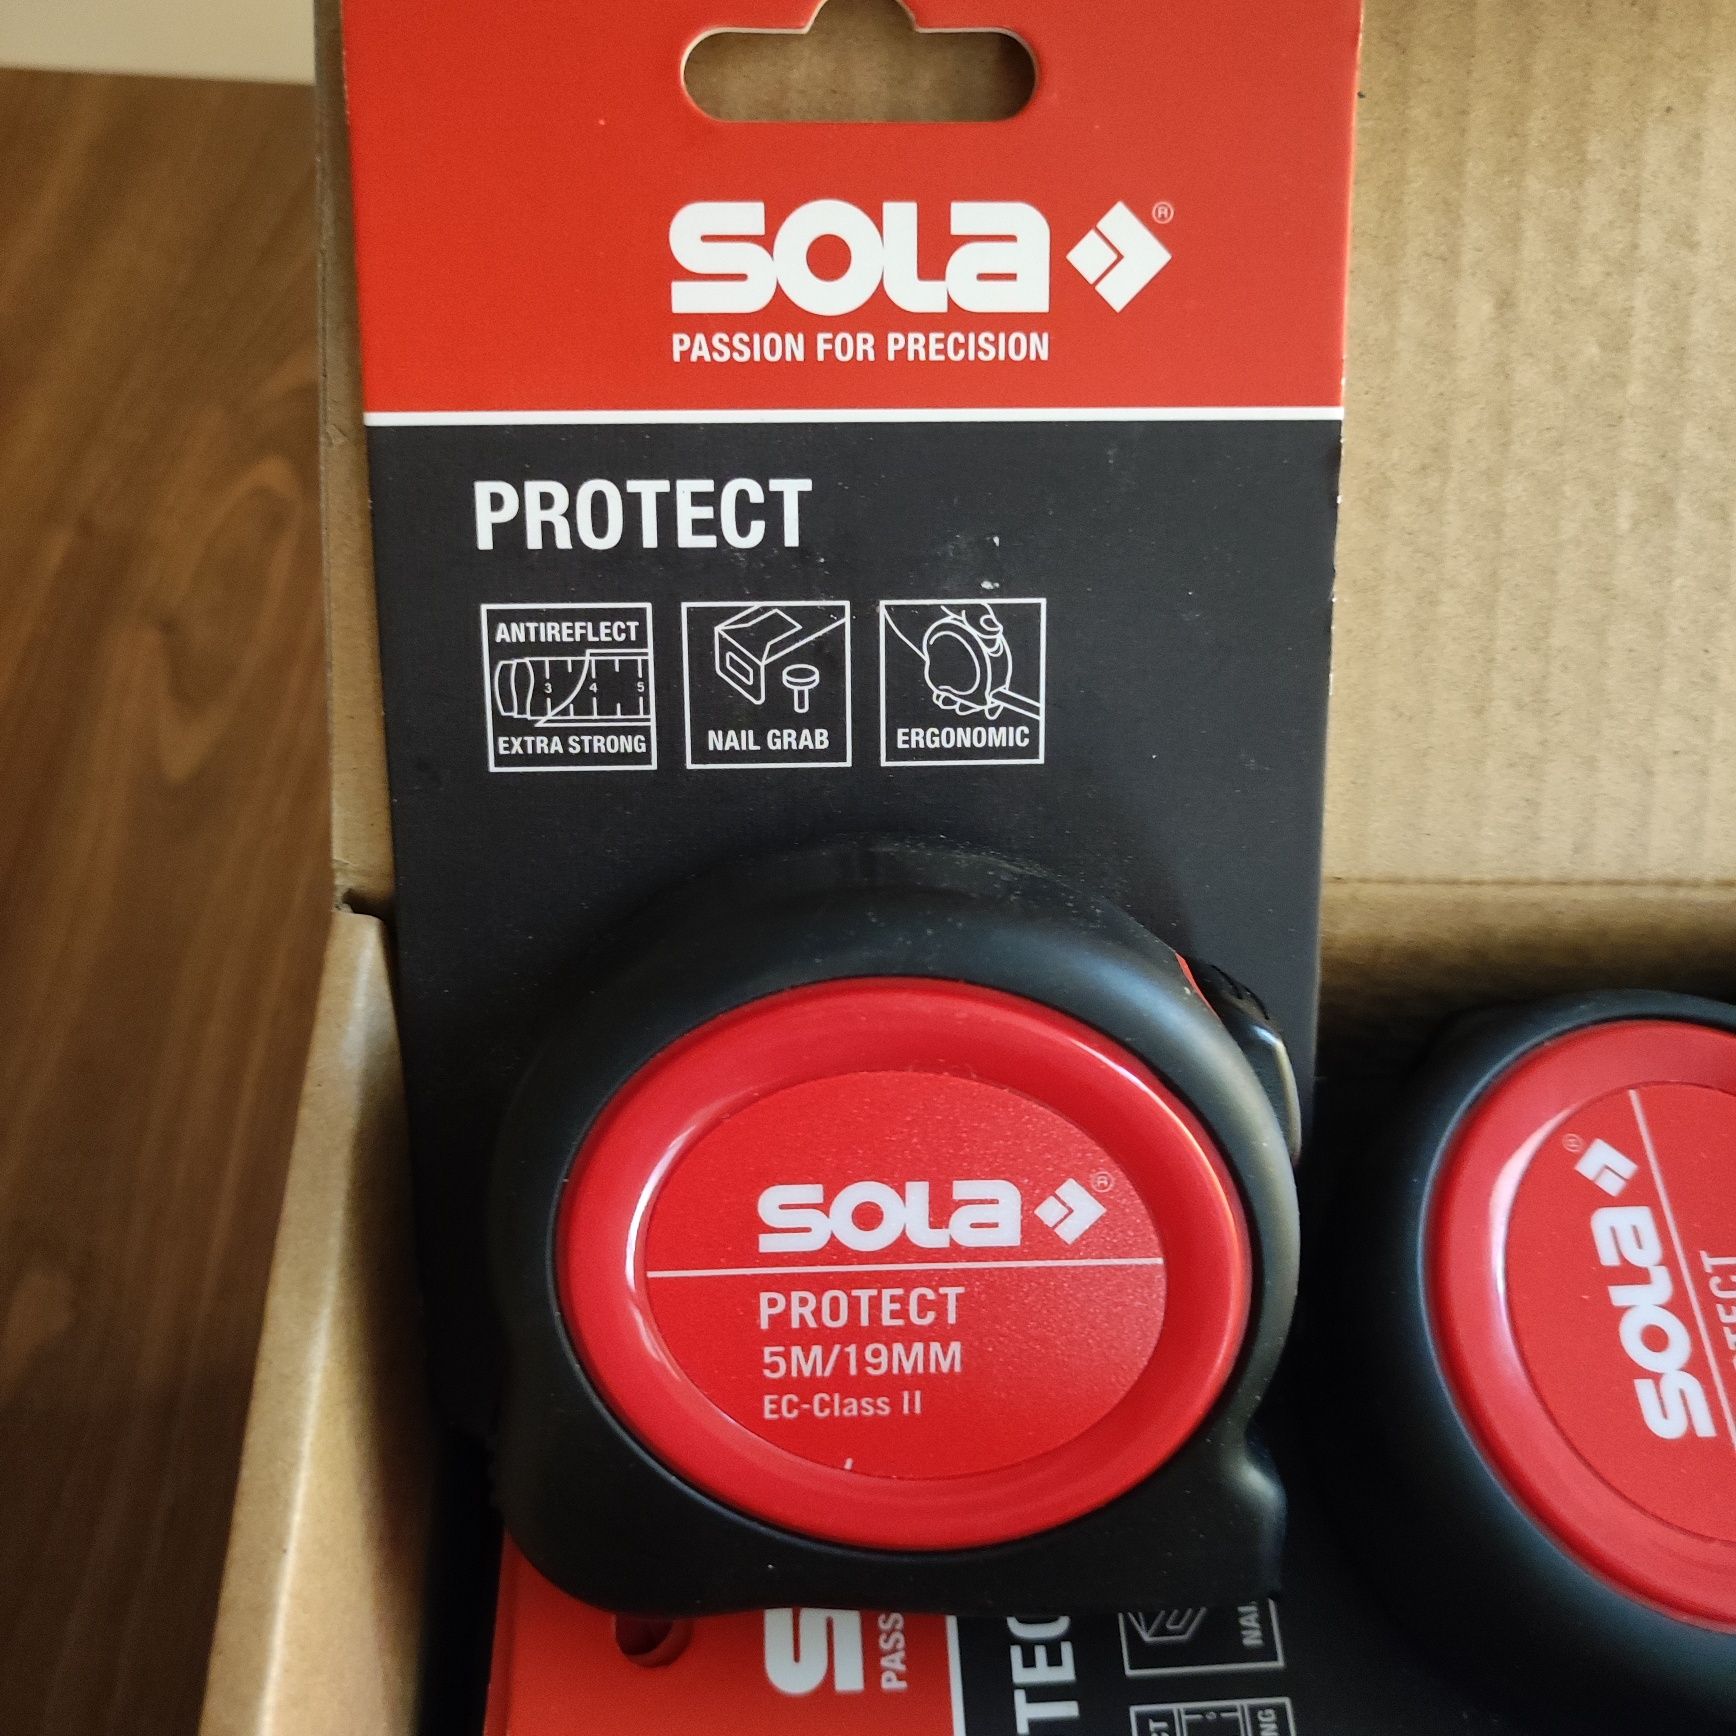 SOLA ®
PASSION FOR PRECISION
PROTECT
ANTIREFLECT
3 4 5
EXTRA STRONG
NAIL GRAB
ERGONOMIC
SOLA ®
PROTECT
5M/19MM
EC-Class II
SOLA ®